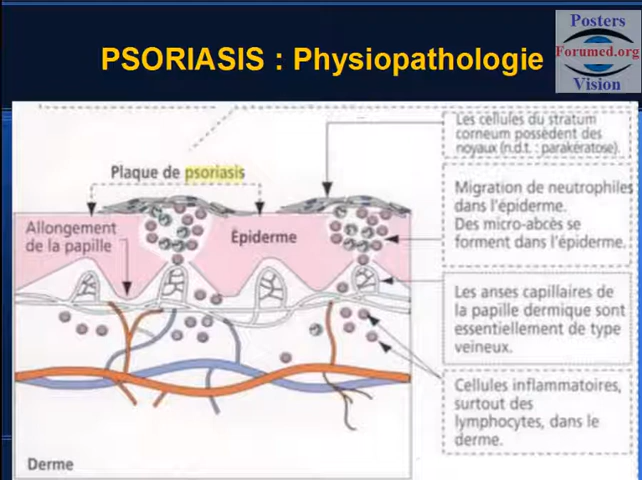 PSORIASIS : Physiopathologie
Posters
Forumed.org
Vision
Les cellules du stratum
corneum possèdent des
noyaux (n.d.t. : parakératose).
Plaque de psoriasis
Migration de neutrophiles
dans l'épiderme.
Des micro-abcès se
forment dans l'épiderme.
Allongement
de la papille
Épiderme
Les anses capillaires de
la papille dermique sont
essentiellement de type
veineux.
Cellules inflammatoires,
surtout des
lymphocytes, dans le
derme.
Derme